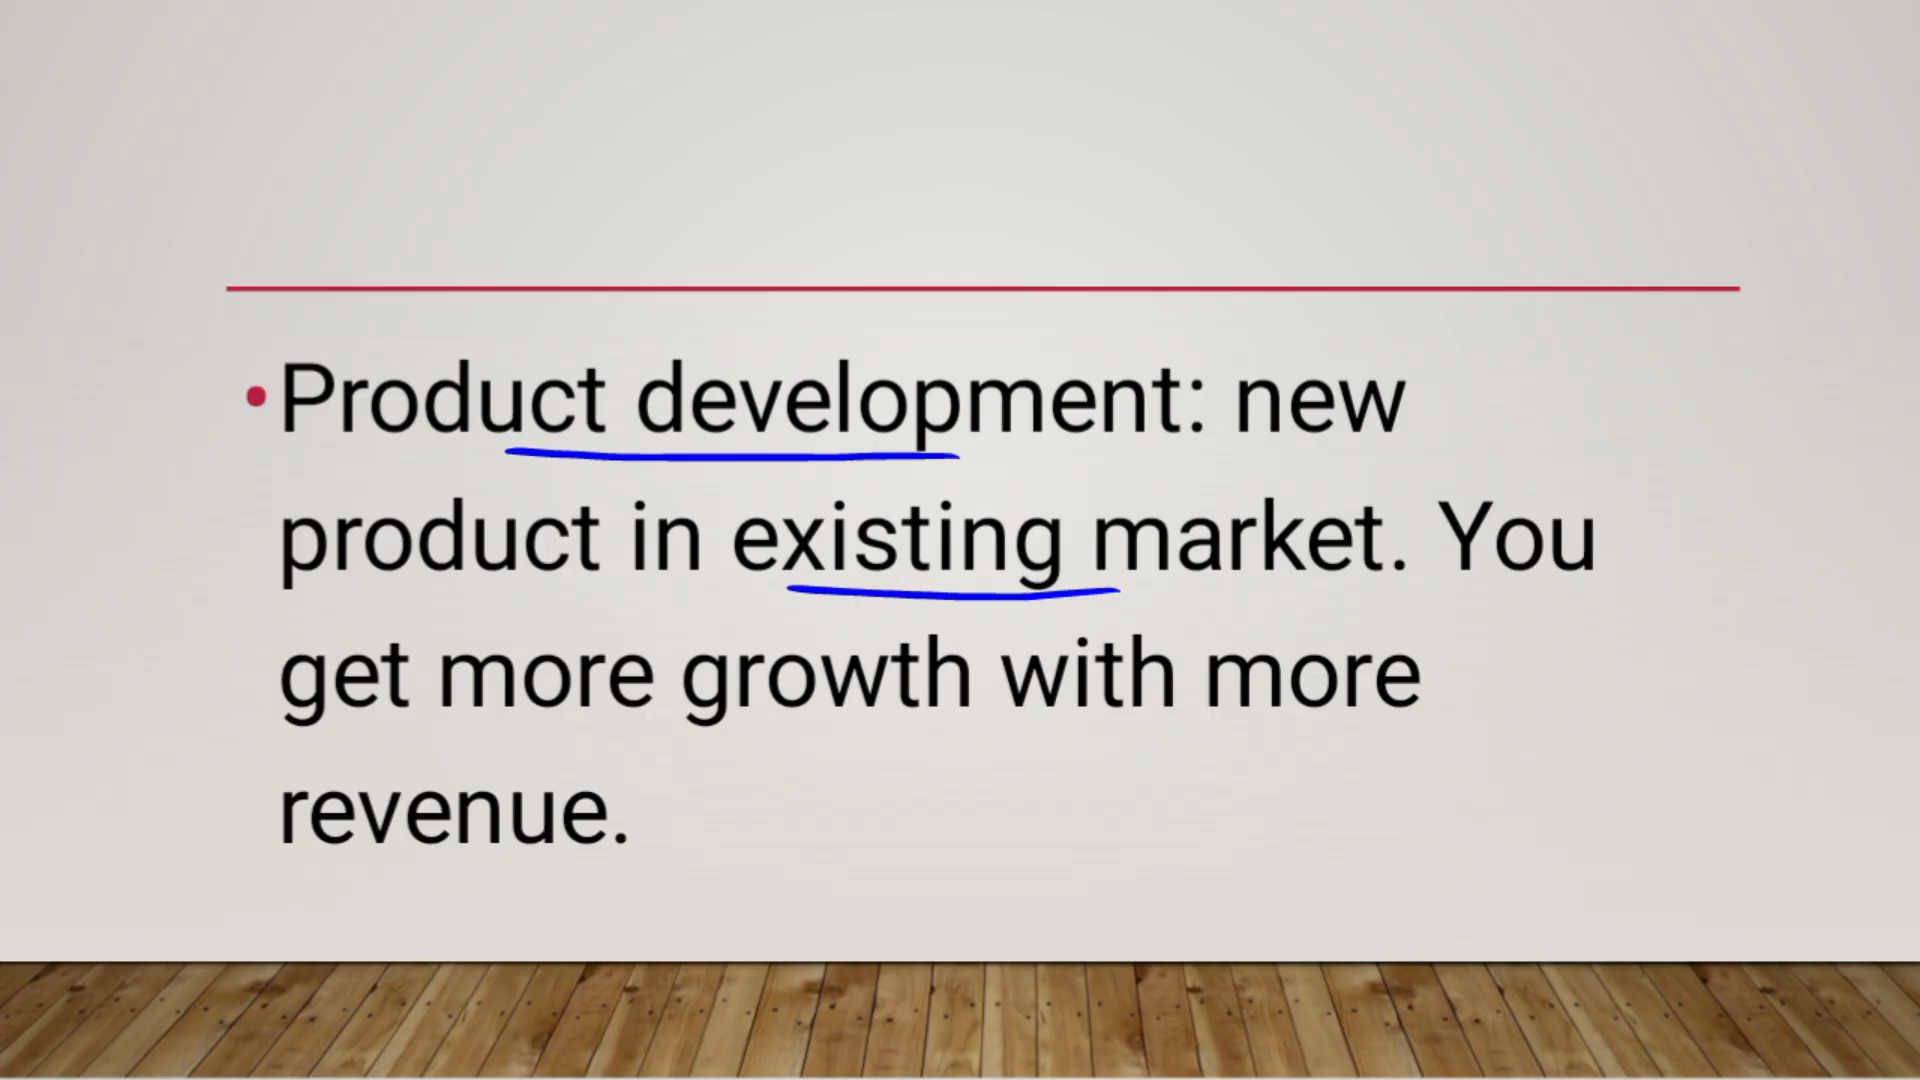 •Product development: new
product in existing market. You
get more growth with more
revenue.